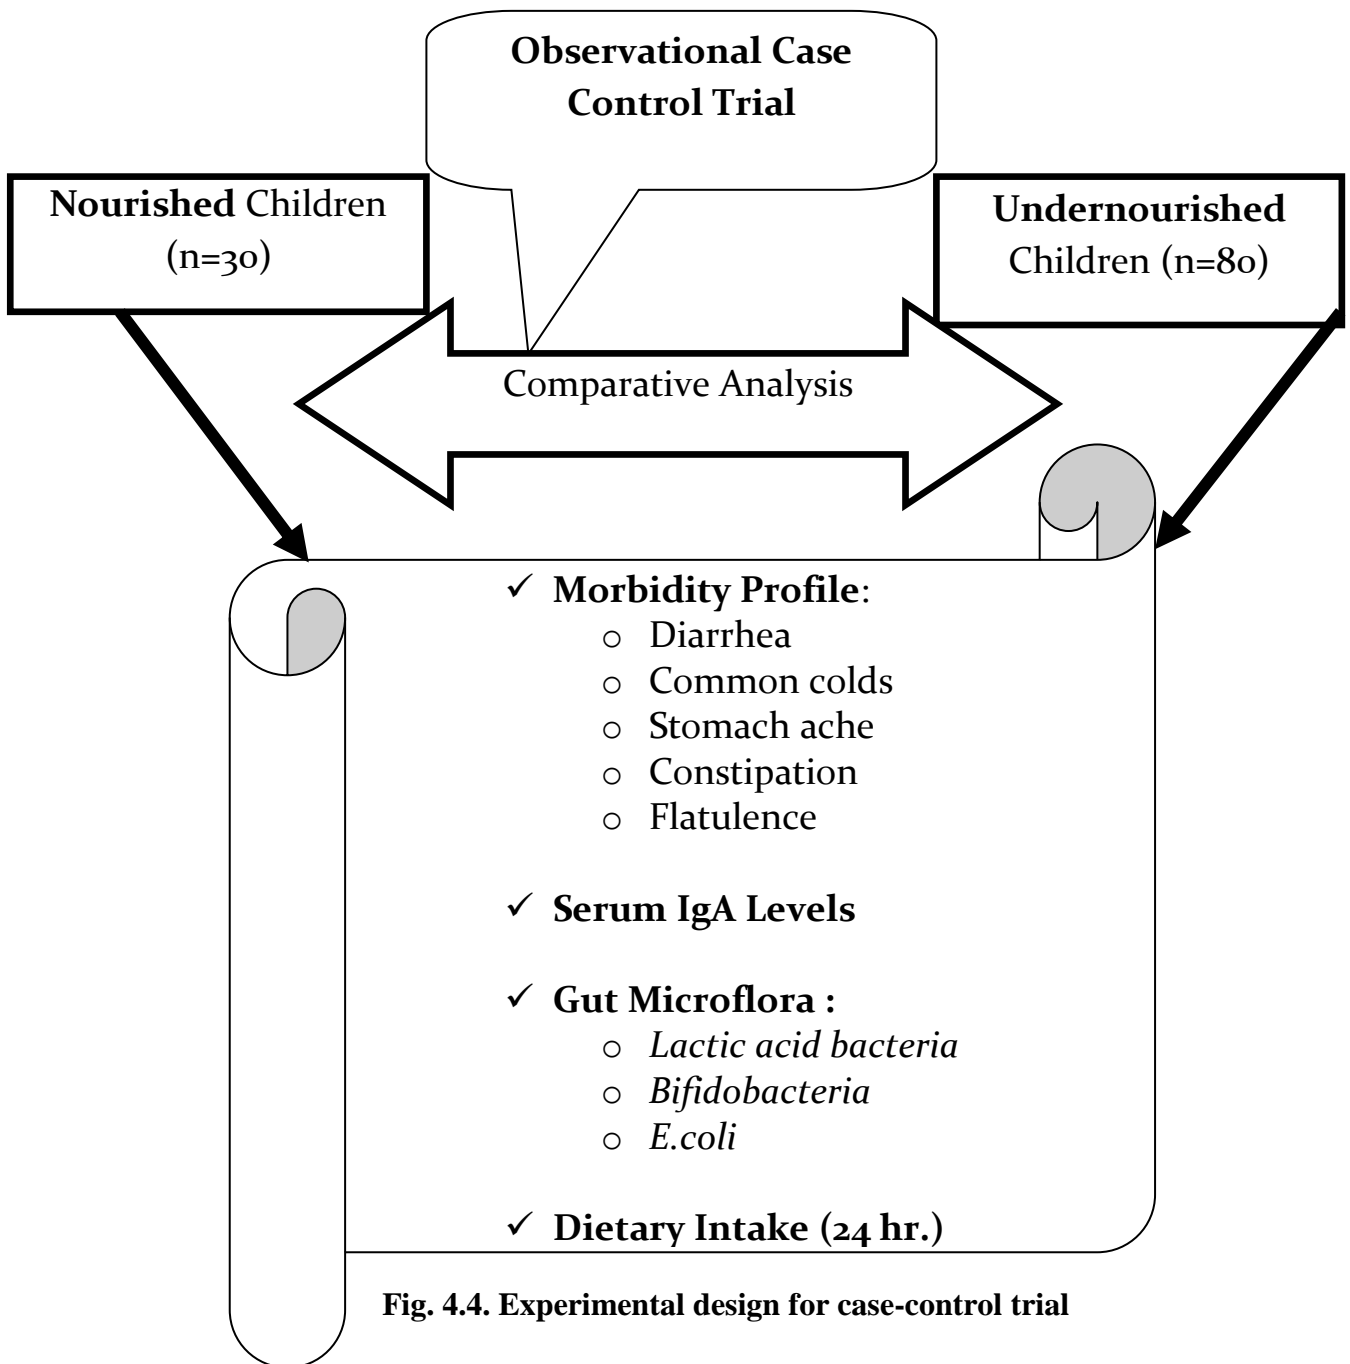 Observational Case
Control Trial
Nourished Children
(n=30)
Undernourished
Children (n=80)
Comparative Analysis
✓ Morbidity Profile:
o Diarrhea
o Common colds
o Stomach ache
o Constipation
o Flatulence
✓ Serum IgA Levels
✓ Gut Microflora :
o Lactic acid bacteria
o Bifidobacteria
o E.coli
✓ Dietary Intake (24 hr.)
Fig. 4.4. Experimental design for case-control trial